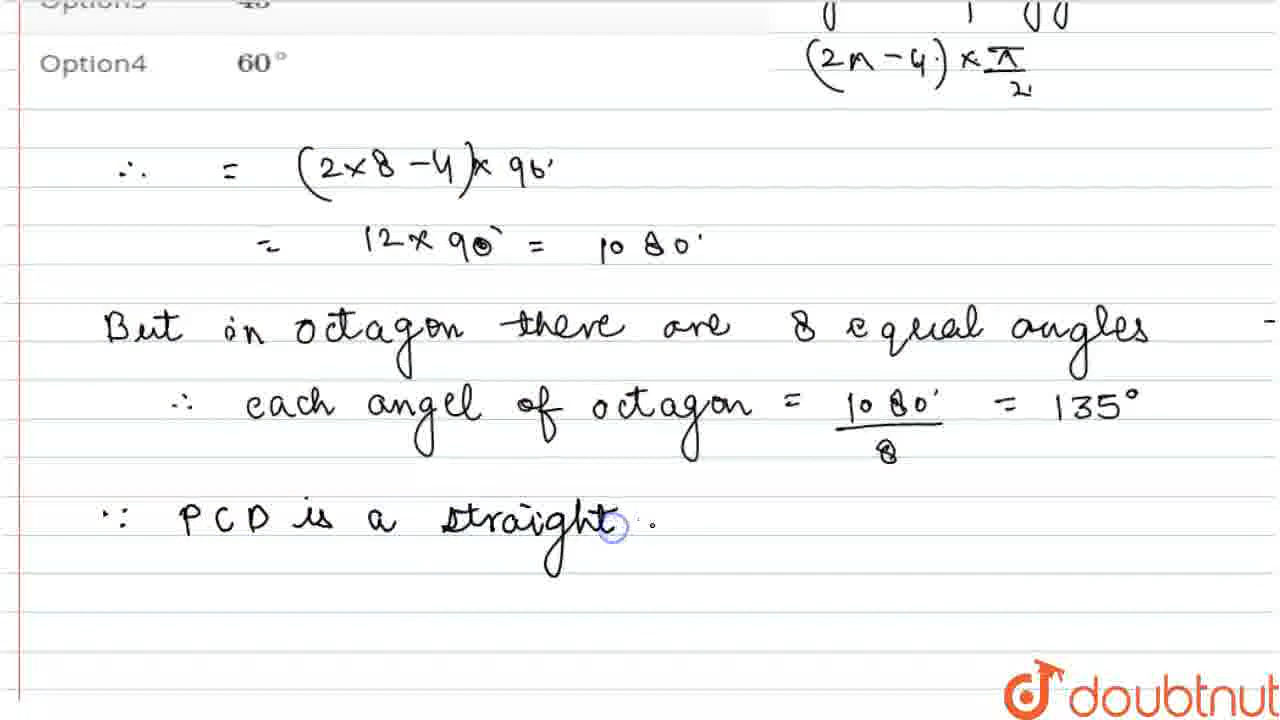 Option4 60°
(2n-4) × π/2
∴ = (2×8-4)× 90°
= 12× 90° = 1080°
But in octagon there are 8 equal angles
∴ each angel of octagon = 1080°/8 = 135°
∵ PCD is a straight
doubtnut